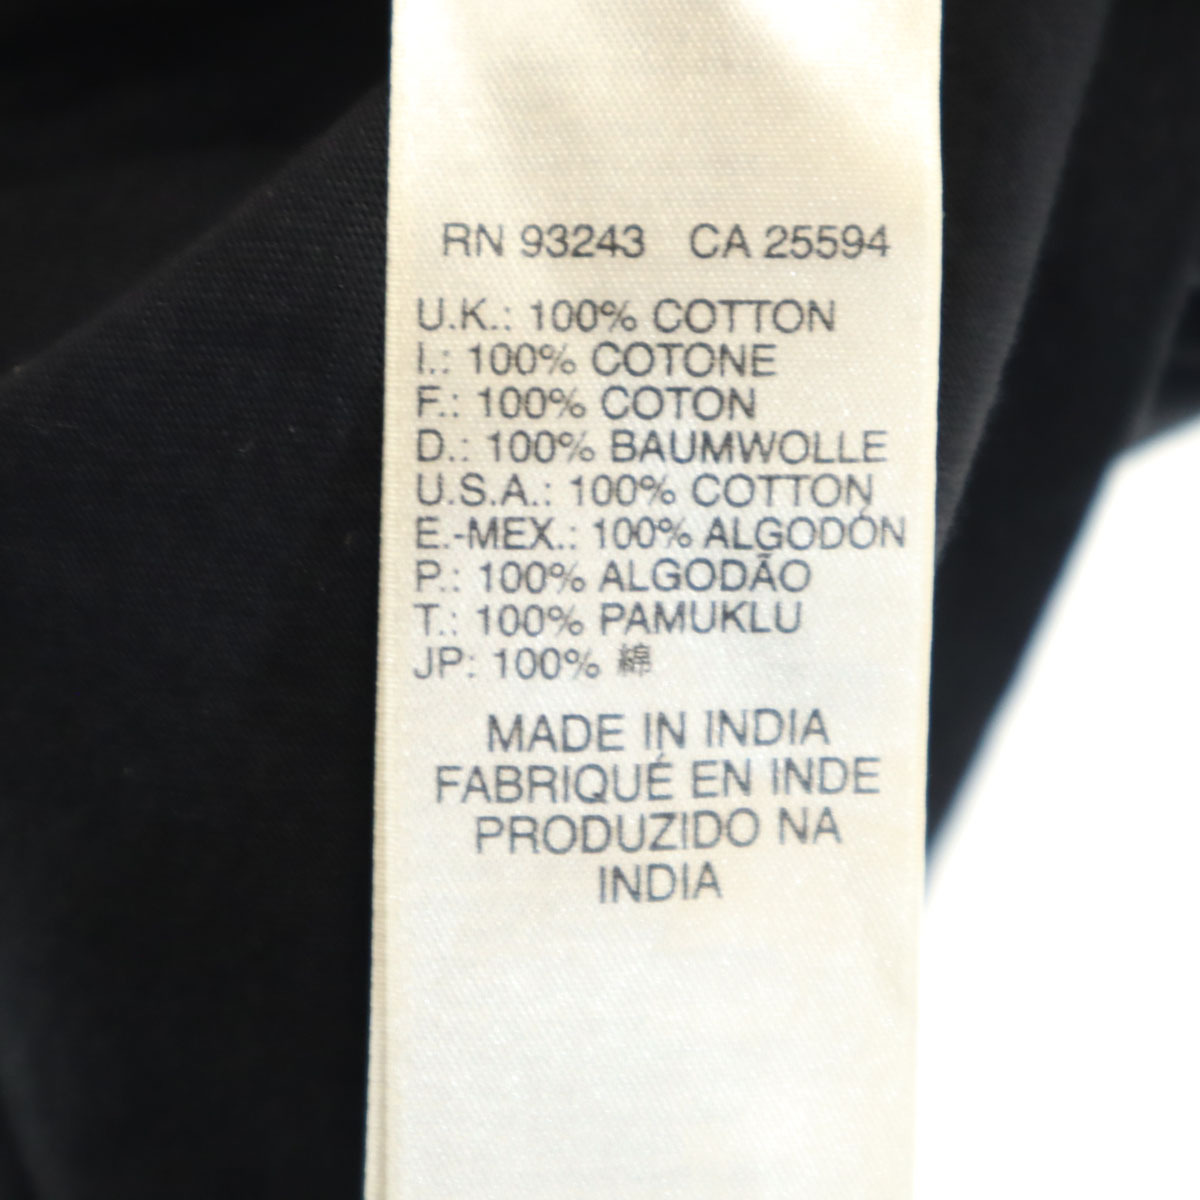 RN 93243 CA 25594
U.K.: 100% COTTON
I.: 100% COTONE
F.: 100% COTON
D.: 100% BAUMWOLLE
U.S.A.: 100% COTTON
E.-MEX.: 100% ALGODÓN
P.: 100% ALGODÃO
T.: 100% PAMUKLU
JP: 100% 綿
MADE IN INDIA
FABRIQUÉ EN INDE
PRODUZIDO NA
INDIA